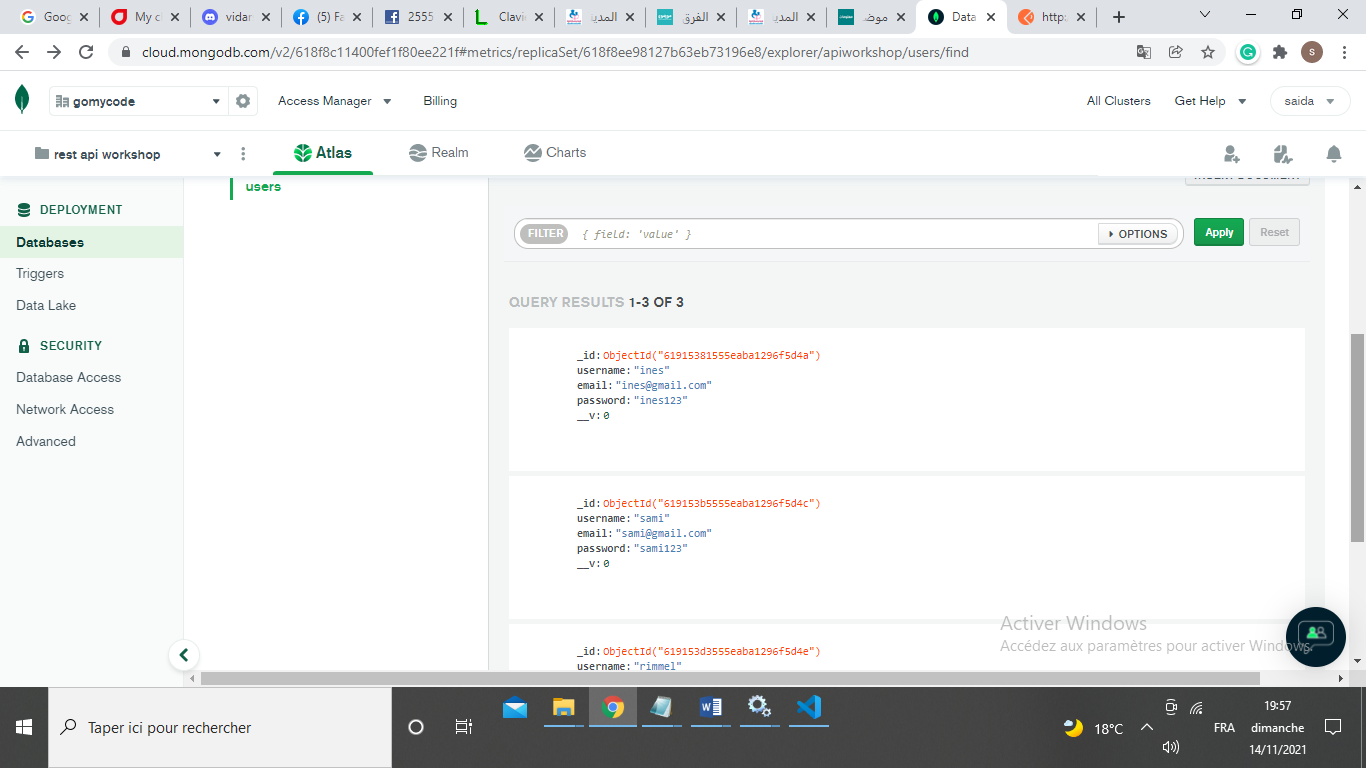 Goog
My cl
vidar
(5) Fa
2555
Clavi
المدي
الفرق
المدي
موض
Data
http:
cloud.mongodb.com/v2/618f8c11400fef1f80ee221f#metrics/replicaSet/618f8ee98127b63eb73196e8/explorer/apiworkshop/users/find
S
gomycode
Access Manager
Billing
All Clusters
Get Help
saida
rest api workshop
Atlas
Realm
Charts
DEPLOYMENT
Databases
Triggers
Data Lake
SECURITY
Database Access
Network Access
Advanced
users
INSERT DOCUMENT
FILTER { field: 'value' }
OPTIONS
Apply
Reset
QUERY RESULTS 1-3 OF 3
_id: ObjectId("61915381555eaba1296f5d4a")
username: "ines"
email: "ines@gmail.com"
password: "ines123"
__v: 0
_id: ObjectId("619153b5555eaba1296f5d4c")
username: "sami"
email: "sami@gmail.com"
password: "sami123"
__v: 0
_id: ObjectId("619153d3555eaba1296f5d4e")
username: "rimmel"
Activer Windows
Accédez aux paramètres pour activer Windows.
Taper ici pour rechercher
18°C
FRA
19:57
dimanche
14/11/2021